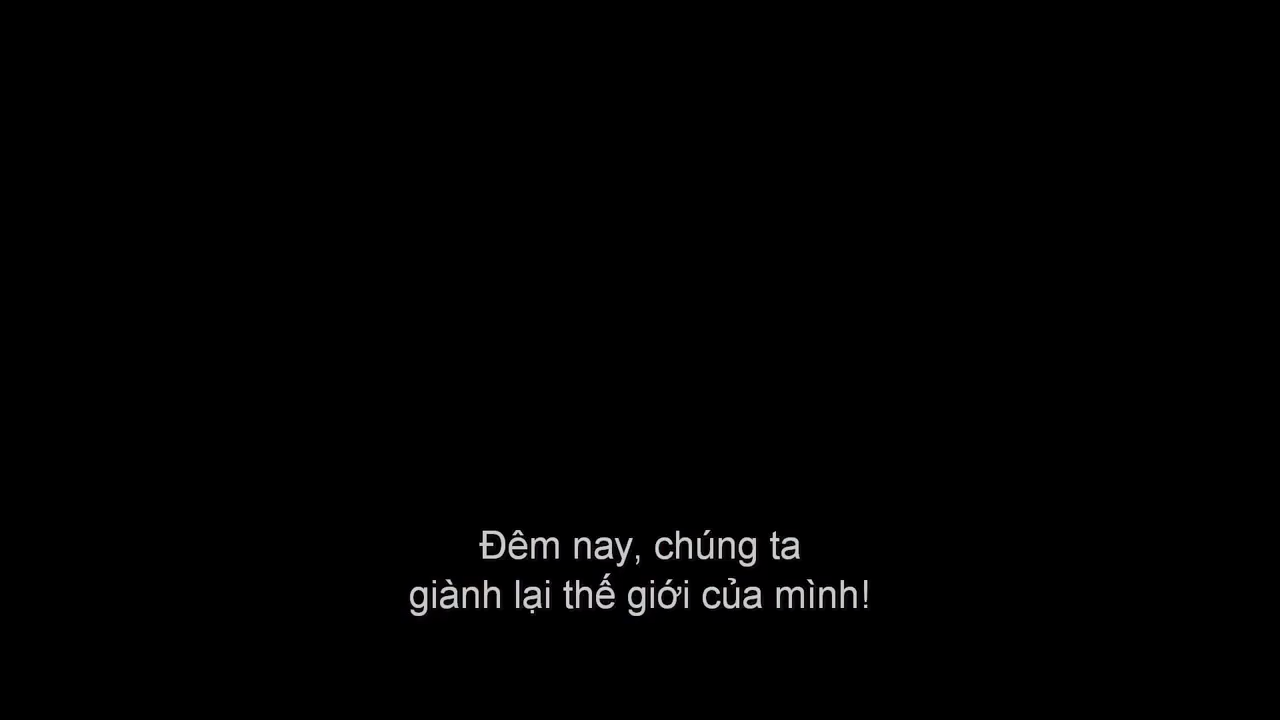 Đêm nay, chúng ta
giành lại thế giới của mình!